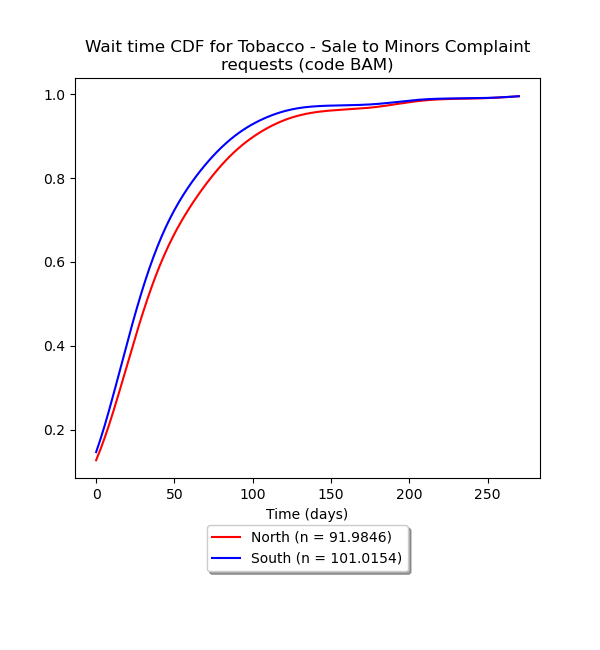 Wait time CDF for Tobacco - Sale to Minors Complaint
requests (code BAM)
1.0
0.8
0.6
0.4
0.2
0 50 100 150 200 250
Time (days)
North (n = 91.9846)
South (n = 101.0154)